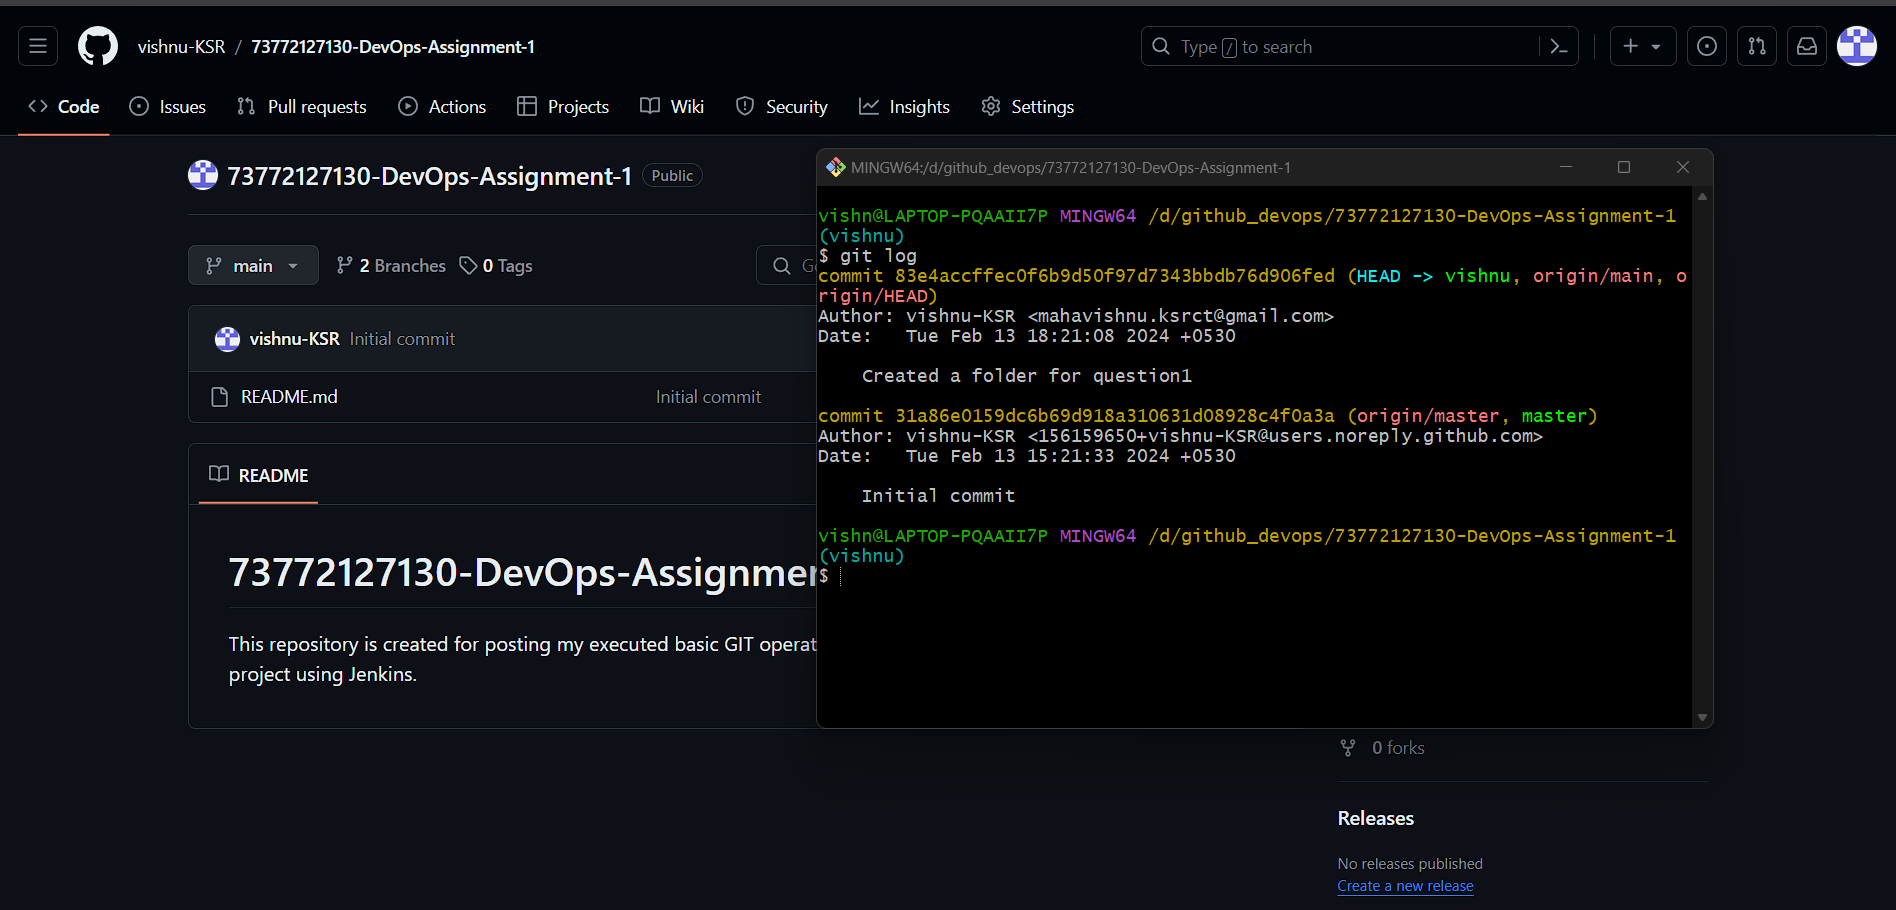 vishnu-KSR / 73772127130-DevOps-Assignment-1
Type / to search
Code Issues Pull requests Actions Projects Wiki Security Insights Settings
73772127130-DevOps-Assignment-1 Public
main 2 Branches 0 Tags
vishnu-KSR Initial commit
README.md Initial commit
README
73772127130-DevOps-Assignmen
This repository is created for posting my executed basic GIT operat
project using Jenkins.
MINGW64:/d/github_devops/73772127130-DevOps-Assignment-1
vishn@LAPTOP-PQAAII7P MINGW64 /d/github_devops/73772127130-DevOps-Assignment-1
(vishnu)
$ git log
commit 83e4accffec0f6b9d50f97d7343bbdb76d906fed (HEAD -> vishnu, origin/main, o
rigin/HEAD)
Author: vishnu-KSR <mahavishnu.ksrct@gmail.com>
Date:   Tue Feb 13 18:21:08 2024 +0530
Created a folder for question1
commit 31a86e0159dc6b69d918a310631d08928c4f0a3a (origin/master, master)
Author: vishnu-KSR <156159650+vishnu-KSR@users.noreply.github.com>
Date:   Tue Feb 13 15:21:33 2024 +0530
Initial commit
vishn@LAPTOP-PQAAII7P MINGW64 /d/github_devops/73772127130-DevOps-Assignment-1
(vishnu)
$
0 forks
Releases
No releases published
Create a new release